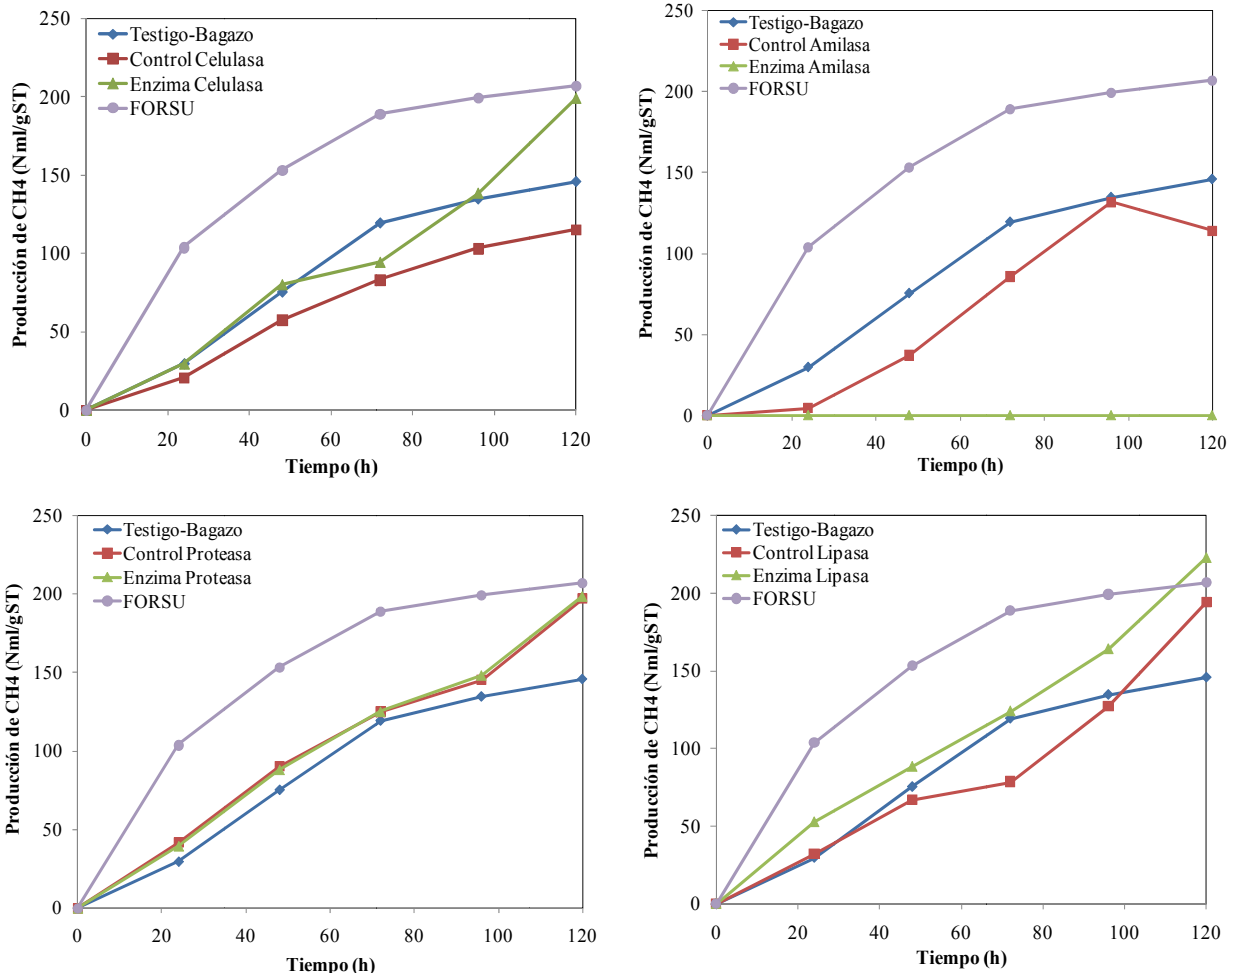 Producción de CH4 (Nml/gST)
250
200
150
100
50
0
Testigo-Bagazo
Control Celulasa
Enzima Celulasa
FORSU
0 20 40 60 80 100 120
Tiempo (h)
Producción de CH4 (Nml/gST)
250
200
150
100
50
0
Testigo-Bagazo
Control Amilasa
Enzima Amilasa
FORSU
0 20 40 60 80 100 120
Tiempo (h)
Producción de CH4 (Nml/gST)
250
200
150
100
50
0
Testigo-Bagazo
Control Proteasa
Enzima Proteasa
FORSU
0 20 40 60 80 100 120
Tiempo (h)
Producción de CH4 (Nml/gST)
250
200
150
100
50
0
Testigo-Bagazo
Control Lipasa
Enzima Lipasa
FORSU
0 20 40 60 80 100 120
Tiempo (h)